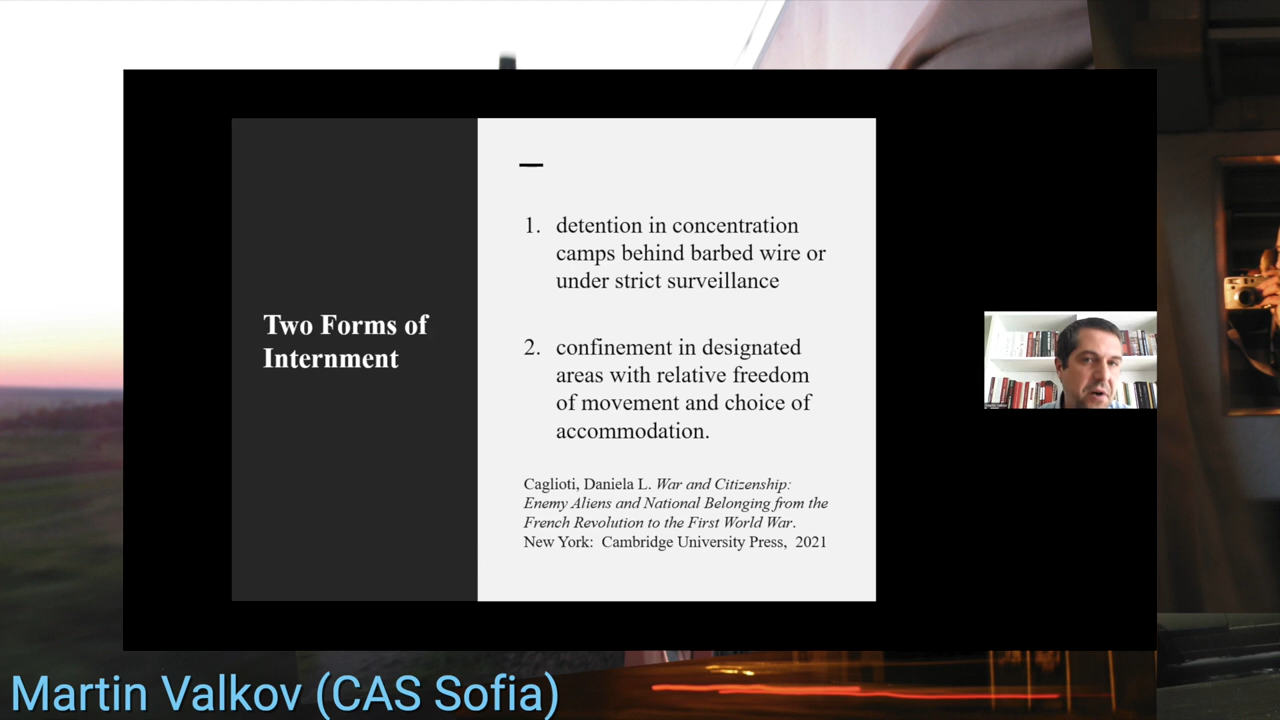 Two Forms of
Internment
1. detention in concentration
camps behind barbed wire or
under strict surveillance
2. confinement in designated
areas with relative freedom
of movement and choice of
accommodation.
Caglioti, Daniela L. War and Citizenship:
Enemy Aliens and National Belonging from the
French Revolution to the First World War.
New York: Cambridge University Press, 2021
Martin Valkov (CAS Sofia)